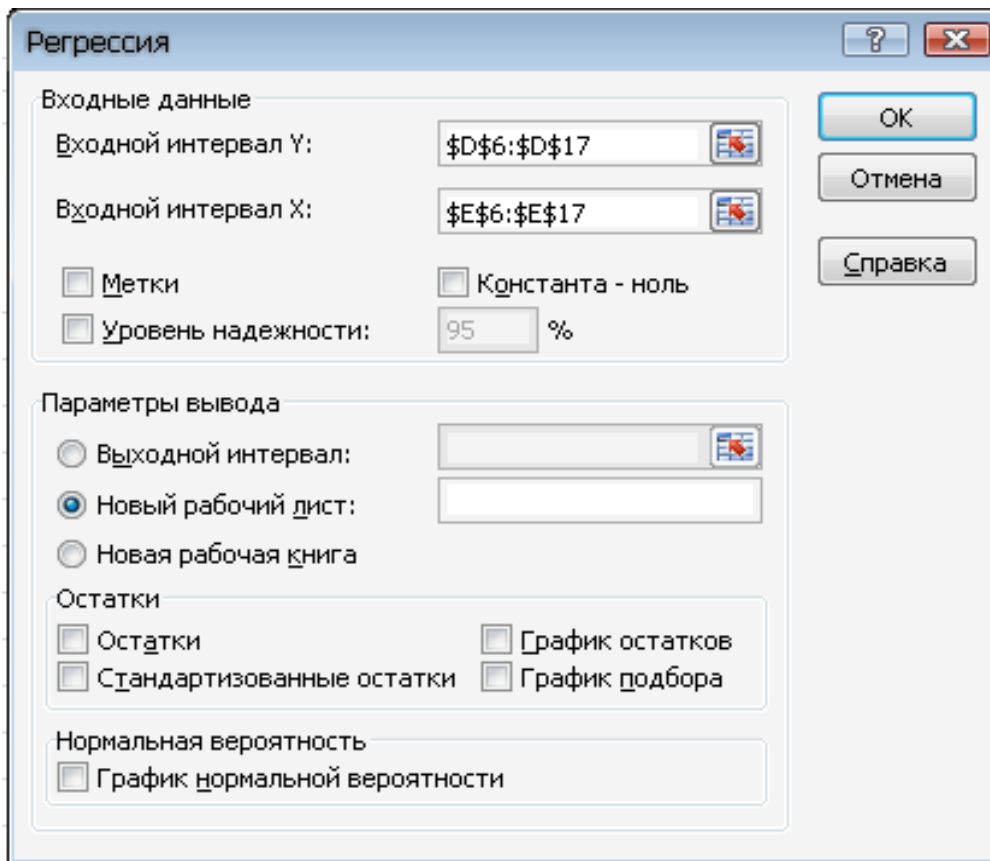 Регрессия
Входные данные
Входной интервал Y: $D$6:$D$17
Входной интервал X: $E$6:$E$17
Метки Константа - ноль
Уровень надежности: 95 %
Параметры вывода
Выходной интервал:
Новый рабочий лист:
Новая рабочая книга
Остатки
Остатки График остатков
Стандартизованные остатки График подбора
Нормальная вероятность
График нормальной вероятности
ОК
Отмена
Справка